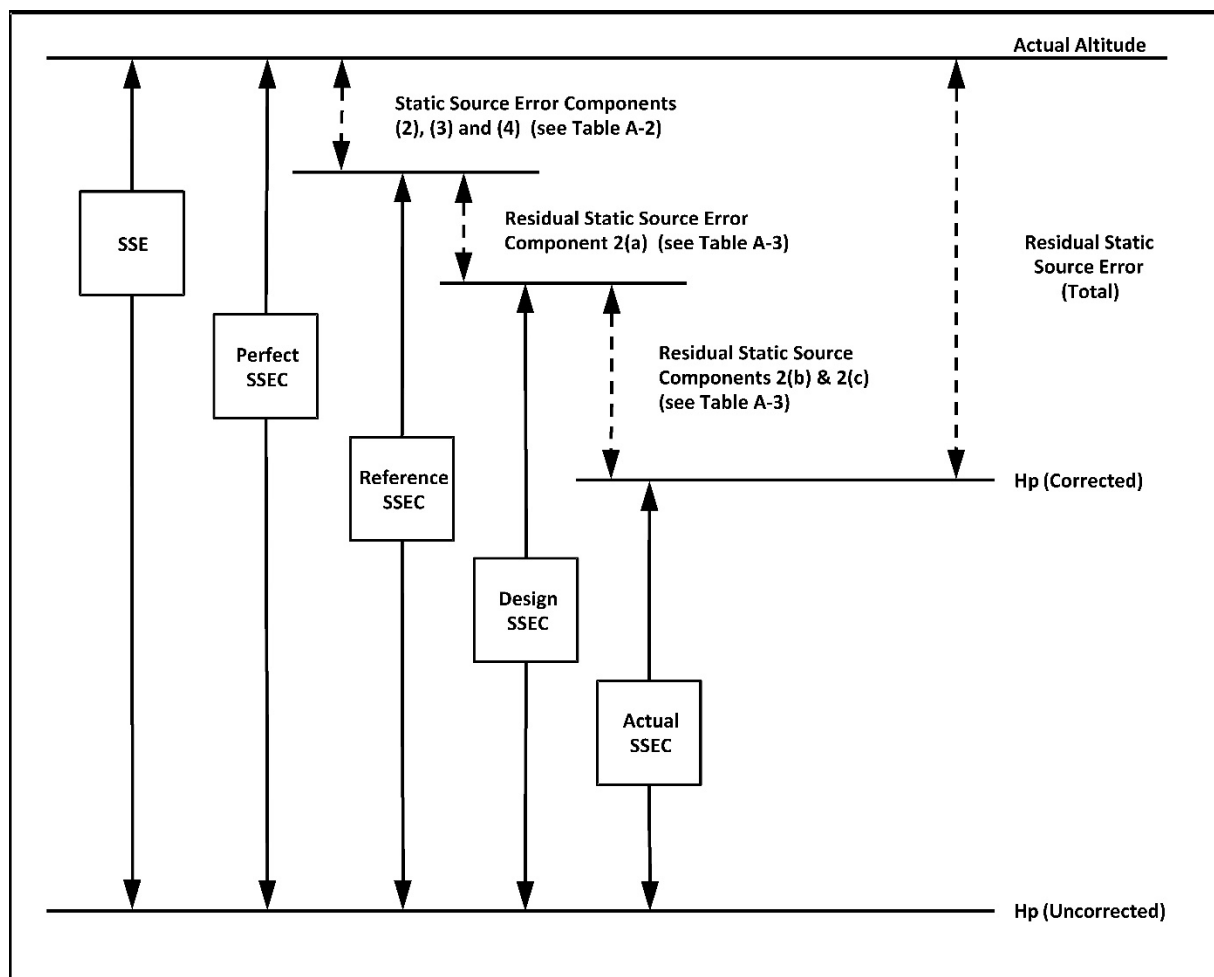 Actual Altitude
Static Source Error Components
(2), (3) and (4)  (see Table A-2)
SSE
Residual Static Source Error
Component 2(a)  (see Table A-3)
Residual Static
Source Error
(Total)
Perfect
SSEC
Residual Static Source
Components 2(b) & 2(c)
(see Table A-3)
Reference
SSEC
Hp (Corrected)
Design
SSEC
Actual
SSEC
Hp (Uncorrected)